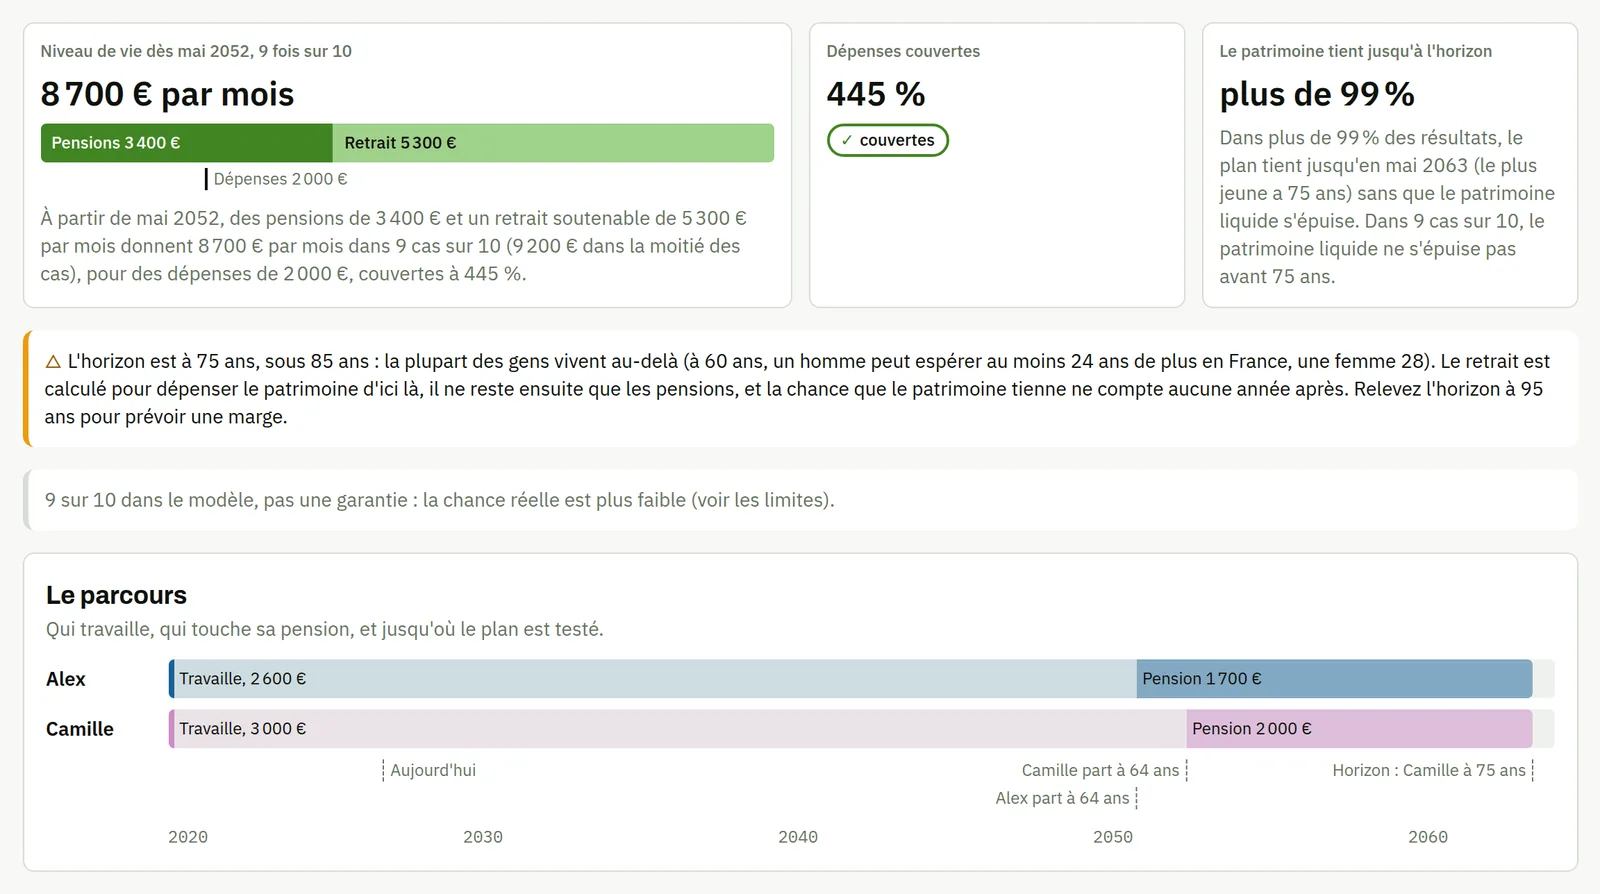 Niveau de vie dès mai 2052, 9 fois sur 10
8 700 € par mois
Pensions 3 400 €
Retrait 5 300 €
Dépenses 2 000 €
À partir de mai 2052, des pensions de 3 400 € et un retrait soutenable de 5 300 €
par mois donnent 8 700 € par mois dans 9 cas sur 10 (9 200 € dans la moitié des
cas), pour des dépenses de 2 000 €, couvertes à 445 %.
Dépenses couvertes
445 %
✓ couvertes
Le patrimoine tient jusqu'à l'horizon
plus de 99 %
Dans plus de 99 % des résultats, le
plan tient jusqu'en mai 2063 (le plus
jeune a 75 ans) sans que le patrimoine
liquide s'épuise. Dans 9 cas sur 10, le
patrimoine liquide ne s'épuise pas
avant 75 ans.
△ L'horizon est à 75 ans, sous 85 ans : la plupart des gens vivent au-delà (à 60 ans, un homme peut espérer au moins 24 ans de plus en France, une femme 28). Le retrait est
calculé pour dépenser le patrimoine d'ici là, il ne reste ensuite que les pensions, et la chance que le patrimoine tienne ne compte aucune année après. Relevez l'horizon à 95
ans pour prévoir une marge.
9 sur 10 dans le modèle, pas une garantie : la chance réelle est plus faible (voir les limites).
Le parcours
Qui travaille, qui touche sa pension, et jusqu'où le plan est testé.
Alex
Travaille, 2 600 €
Pension 1 700 €
Camille
Travaille, 3 000 €
Pension 2 000 €
Aujourd'hui
Camille part à 64 ans
Horizon : Camille à 75 ans
Alex part à 64 ans
2020
2030
2040
2050
2060